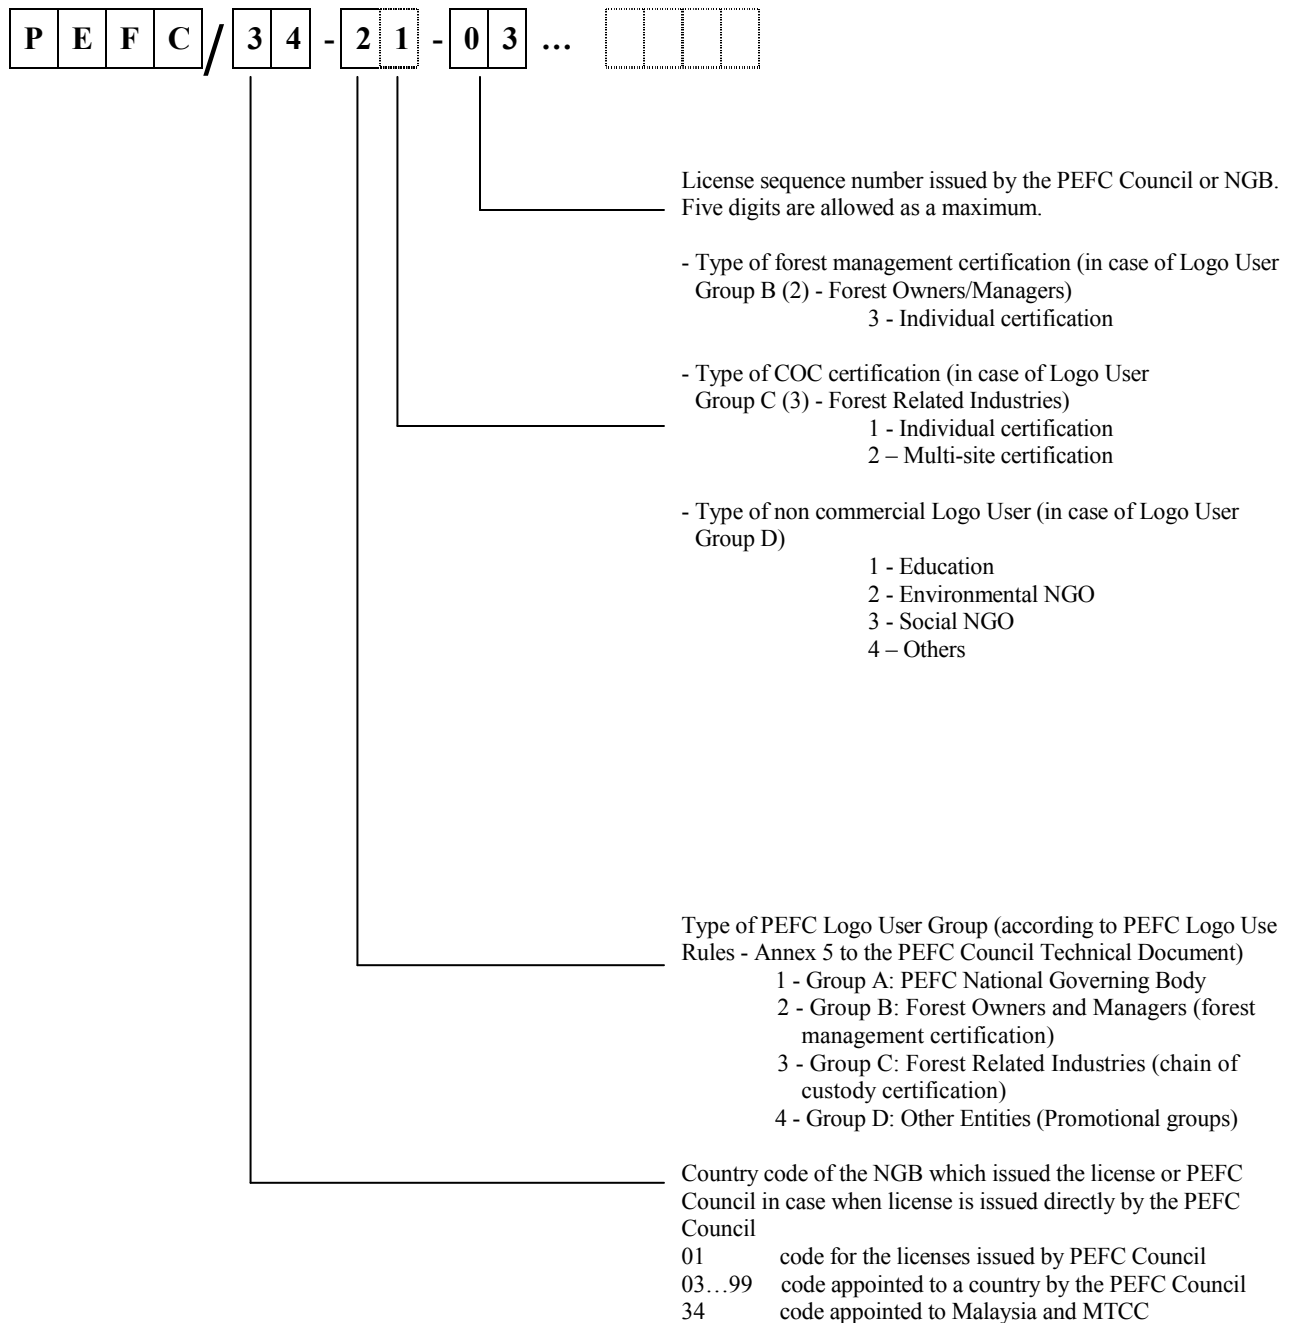 PEFC/34-21-03...
License sequence number issued by the PEFC Council or NGB.
Five digits are allowed as a maximum.
- Type of forest management certification (in case of Logo User
Group B (2) - Forest Owners/Managers)
3 - Individual certification
- Type of COC certification (in case of Logo User
Group C (3) - Forest Related Industries)
1 - Individual certification
2 – Multi-site certification
- Type of non commercial Logo User (in case of Logo User
Group D)
1 - Education
2 - Environmental NGO
3 - Social NGO
4 – Others
Type of PEFC Logo User Group (according to PEFC Logo Use
Rules - Annex 5 to the PEFC Council Technical Document)
1 - Group A: PEFC National Governing Body
2 - Group B: Forest Owners and Managers (forest
management certification)
3 - Group C: Forest Related Industries (chain of
custody certification)
4 - Group D: Other Entities (Promotional groups)
Country code of the NGB which issued the license or PEFC
Council in case when license is issued directly by the PEFC
Council
01 code for the licenses issued by PEFC Council
03…99 code appointed to a country by the PEFC Council
34 code appointed to Malaysia and MTCC